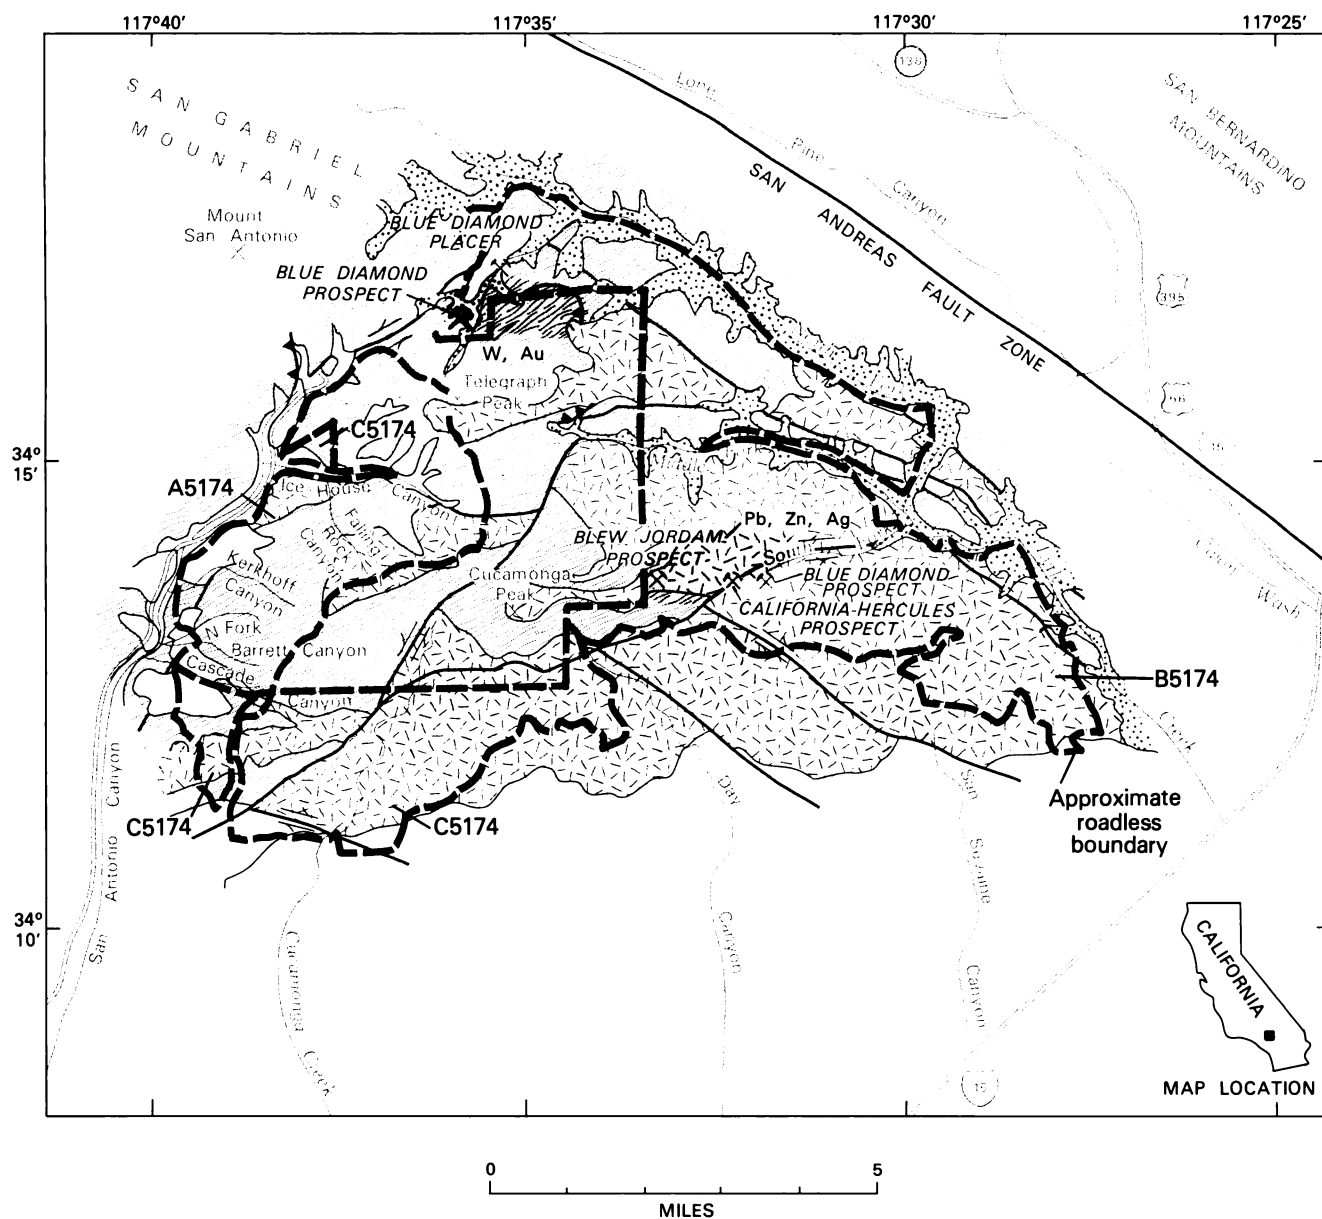 117°40'
117°35'
117°30'
117°25'
138
Lone
Pine
Canyon
SAN BERNARDINO
MOUNTAINS
SAN GABRIEL
MOUNTAINS
Mount
San Antonio
SAN ANDREAS FAULT ZONE
BLUE DIAMOND
PLACER
BLUE DIAMOND
PROSPECT
395
W, Au
Telegraph
Peak
66
C5174
15
34°
15'
A5174
Ice House Canyon
Middle
Falling
Rock
Canyon
Pb, Zn, Ag
BLEW JORDAM
PROSPECT
South
Kerkhoff
Canyon
Cucamonga
Peak
BLUE DIAMOND
PROSPECT
CALIFORNIA-HERCULES
PROSPECT
Cajon Wash
N Fork
Barrett Canyon
Cascade
Canyon
B5174
Creek
C5174
C5174
Approximate
roadless
boundary
San Antonio Canyon
Day
Canyon
San
Canyon
Cucamonga
Creek
34°
10'
15
CALIFORNIA
MAP LOCATION
0 5
MILES